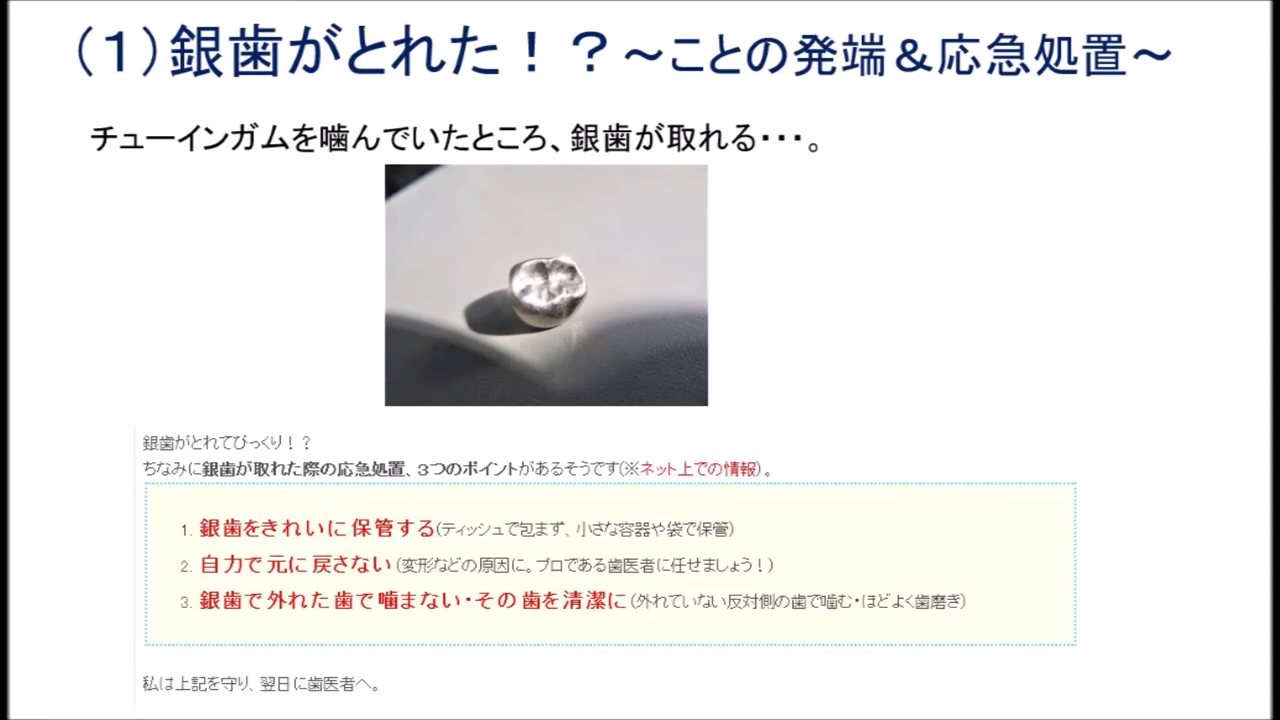 （１）銀歯がとれた！？～ことの発端＆応急処置～
チューインガムを噛んでいたところ、銀歯が取れる・・・。
銀歯がとれてびっくり！？
ちなみに銀歯が取れた際の応急処置、３つのポイントがあるそうです(※ネット上での情報)。
1. 銀歯をきれいに保管する(ティッシュで包まず、小さな容器や袋で保管)
2. 自力で元に戻さない(変形などの原因に。プロである歯医者に任せましょう！)
3. 銀歯で外れた歯で噛まない・その歯を清潔に(外れていない反対側の歯で噛む・ほどよく歯磨き)
私は上記を守り、翌日に歯医者へ。